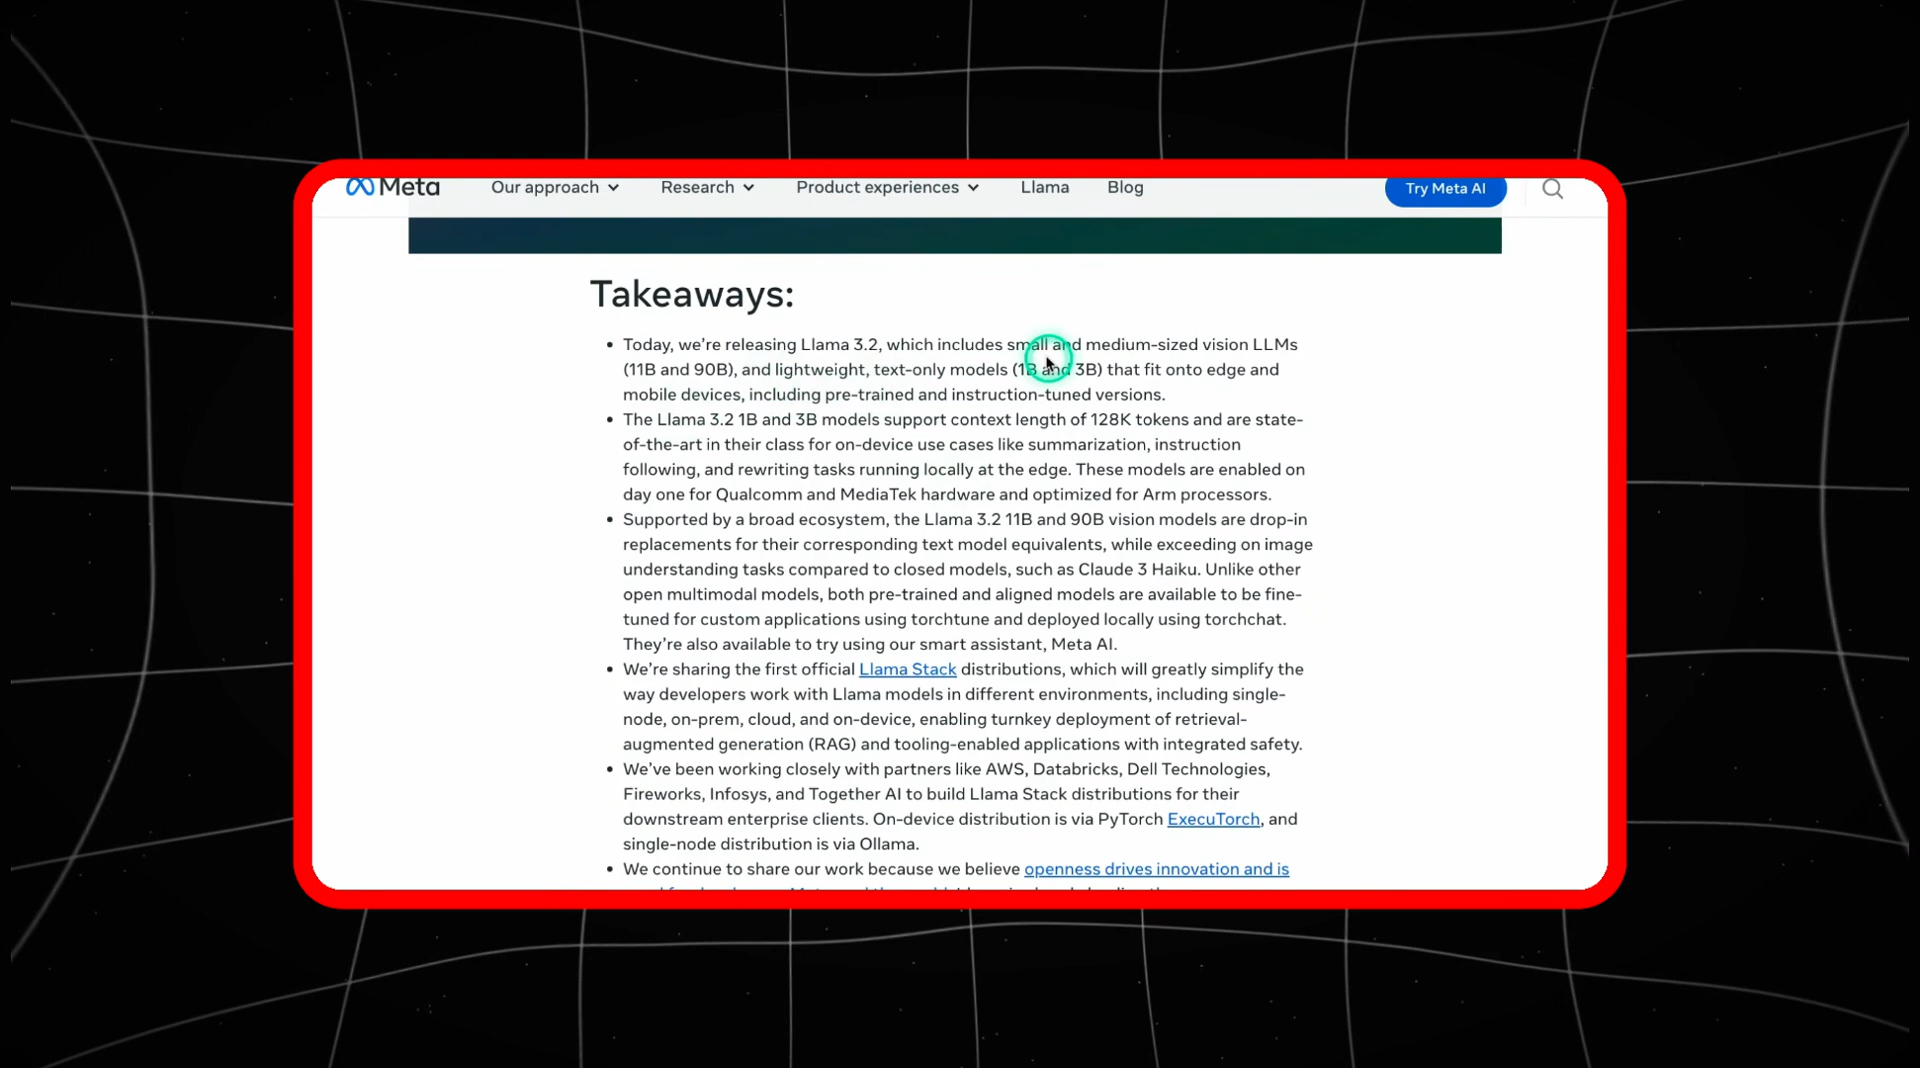 Meta
Our approach
Research
Product experiences
Llama
Blog
Try Meta AI
Takeaways:
• Today, we’re releasing Llama 3.2, which includes small and medium-sized vision LLMs
(11B and 90B), and lightweight, text-only models (1B and 3B) that fit onto edge and
mobile devices, including pre-trained and instruction-tuned versions.
• The Llama 3.2 1B and 3B models support context length of 128K tokens and are state-
of-the-art in their class for on-device use cases like summarization, instruction
following, and rewriting tasks running locally at the edge. These models are enabled on
day one for Qualcomm and MediaTek hardware and optimized for Arm processors.
• Supported by a broad ecosystem, the Llama 3.2 11B and 90B vision models are drop-in
replacements for their corresponding text model equivalents, while exceeding on image
understanding tasks compared to closed models, such as Claude 3 Haiku. Unlike other
open multimodal models, both pre-trained and aligned models are available to be fine-
tuned for custom applications using torchtune and deployed locally using torchchat.
They’re also available to try using our smart assistant, Meta AI.
• We’re sharing the first official Llama Stack distributions, which will greatly simplify the
way developers work with Llama models in different environments, including single-
node, on-prem, cloud, and on-device, enabling turnkey deployment of retrieval-
augmented generation (RAG) and tooling-enabled applications with integrated safety.
• We’ve been working closely with partners like AWS, Databricks, Dell Technologies,
Fireworks, Infosys, and Together AI to build Llama Stack distributions for their
downstream enterprise clients. On-device distribution is via PyTorch ExecuTorch, and
single-node distribution is via Ollama.
• We continue to share our work because we believe openness drives innovation and is